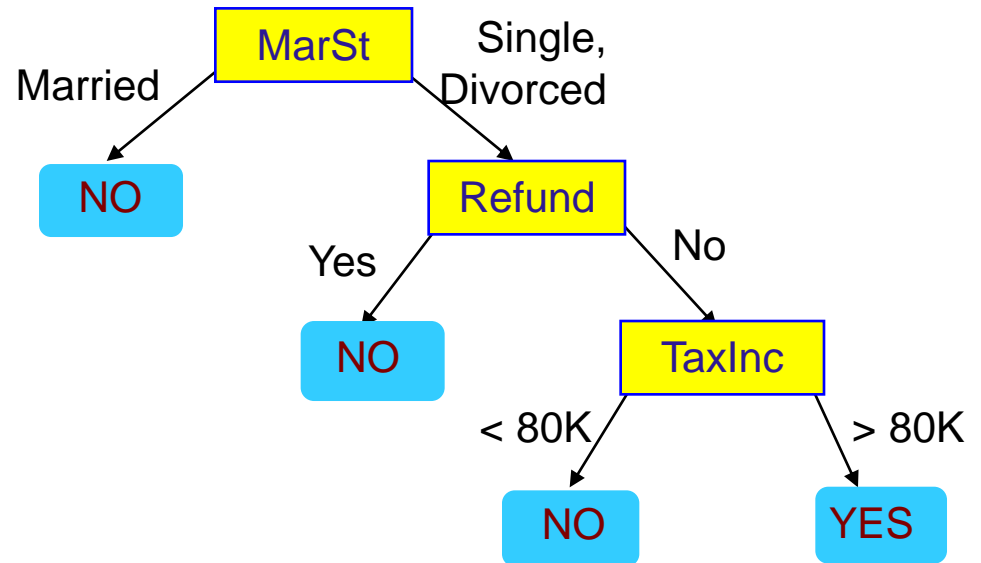 MarSt
Single,
Divorced
Married
NO
Refund
Yes
No
NO
TaxInc
< 80K
> 80K
NO
YES